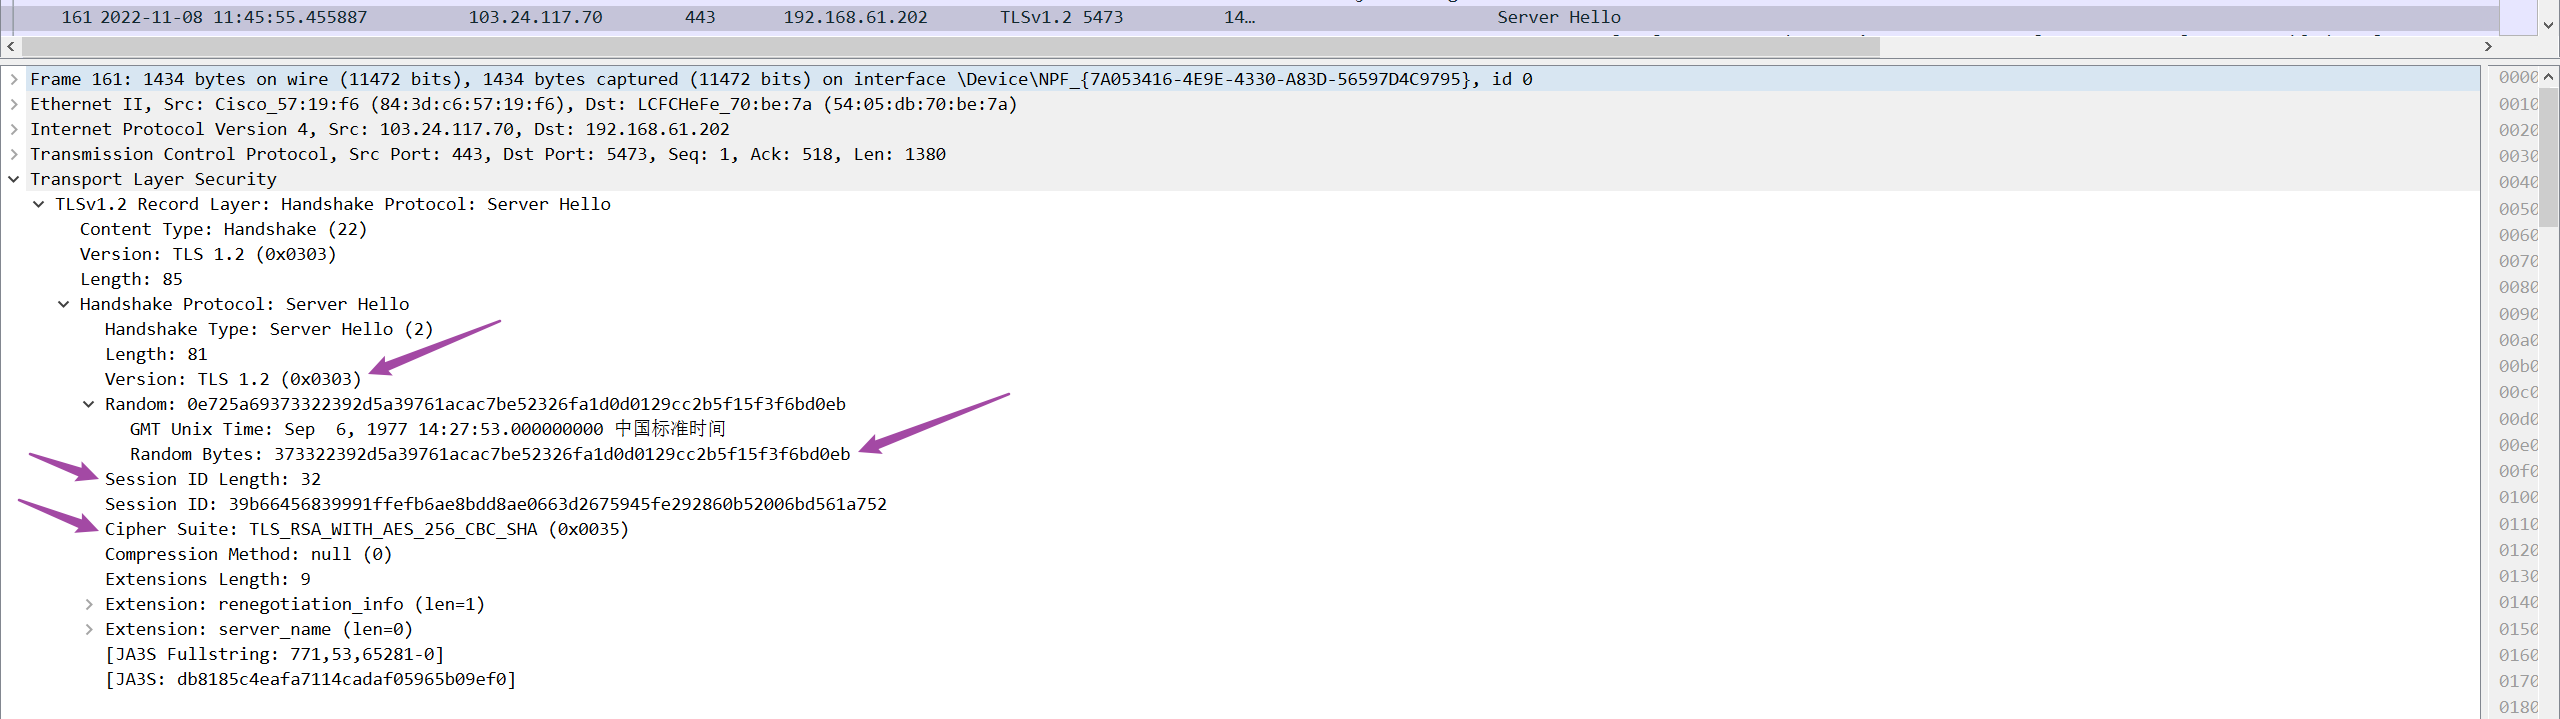 161 2022-11-08 11:45:55.455887 103.24.117.70 443 192.168.61.202 TLSv1.2 5473 14… Server Hello
Frame 161: 1434 bytes on wire (11472 bits), 1434 bytes captured (11472 bits) on interface \Device\NPF_{7A053416-4E9E-4330-A83D-56597D4C9795}, id 0
Ethernet II, Src: Cisco_57:19:f6 (84:3d:c6:57:19:f6), Dst: LCFCHeFe_70:be:7a (54:05:db:70:be:7a)
Internet Protocol Version 4, Src: 103.24.117.70, Dst: 192.168.61.202
Transmission Control Protocol, Src Port: 443, Dst Port: 5473, Seq: 1, Ack: 518, Len: 1380
Transport Layer Security
TLSv1.2 Record Layer: Handshake Protocol: Server Hello
Content Type: Handshake (22)
Version: TLS 1.2 (0x0303)
Length: 85
Handshake Protocol: Server Hello
Handshake Type: Server Hello (2)
Length: 81
Version: TLS 1.2 (0x0303)
Random: 0e725a69373322392d5a39761acac7be52326fa1d0d0129cc2b5f15f3f6bd0eb
GMT Unix Time: Sep  6, 1977 14:27:53.000000000 中国标准时间
Random Bytes: 373322392d5a39761acac7be52326fa1d0d0129cc2b5f15f3f6bd0eb
Session ID Length: 32
Session ID: 39b66456839991ffefb6ae8bdd8ae0663d2675945fe292860b52006bd561a752
Cipher Suite: TLS_RSA_WITH_AES_256_CBC_SHA (0x0035)
Compression Method: null (0)
Extensions Length: 9
Extension: renegotiation_info (len=1)
Extension: server_name (len=0)
[JA3S Fullstring: 771,53,65281-0]
[JA3S: db8185c4eafa7114cadaf05965b09ef0]
0000
0010
0020
0030
0040
0050
0060
0070
0080
0090
00a0
00b0
00c0
00d0
00e0
00f0
0100
0110
0120
0130
0140
0150
0160
0170
0180